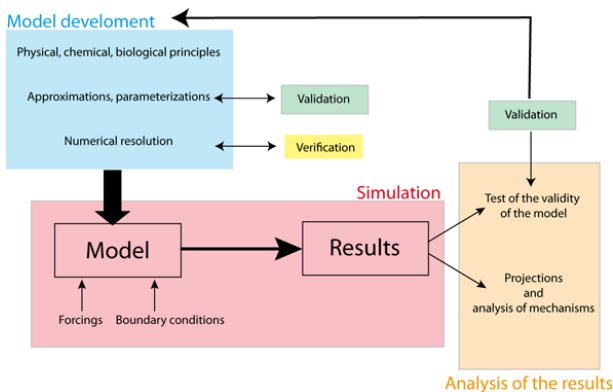 Model develoment
Physical, chemical, biological principles
Approximations, parameterizations
Validation
Validation
Numerical resolution
Verification
Simulation
Test of the validity
of the model
Model
Results
Projections
and
analysis of mechanisms
Forcings
Boundary conditions
Analysis of the results